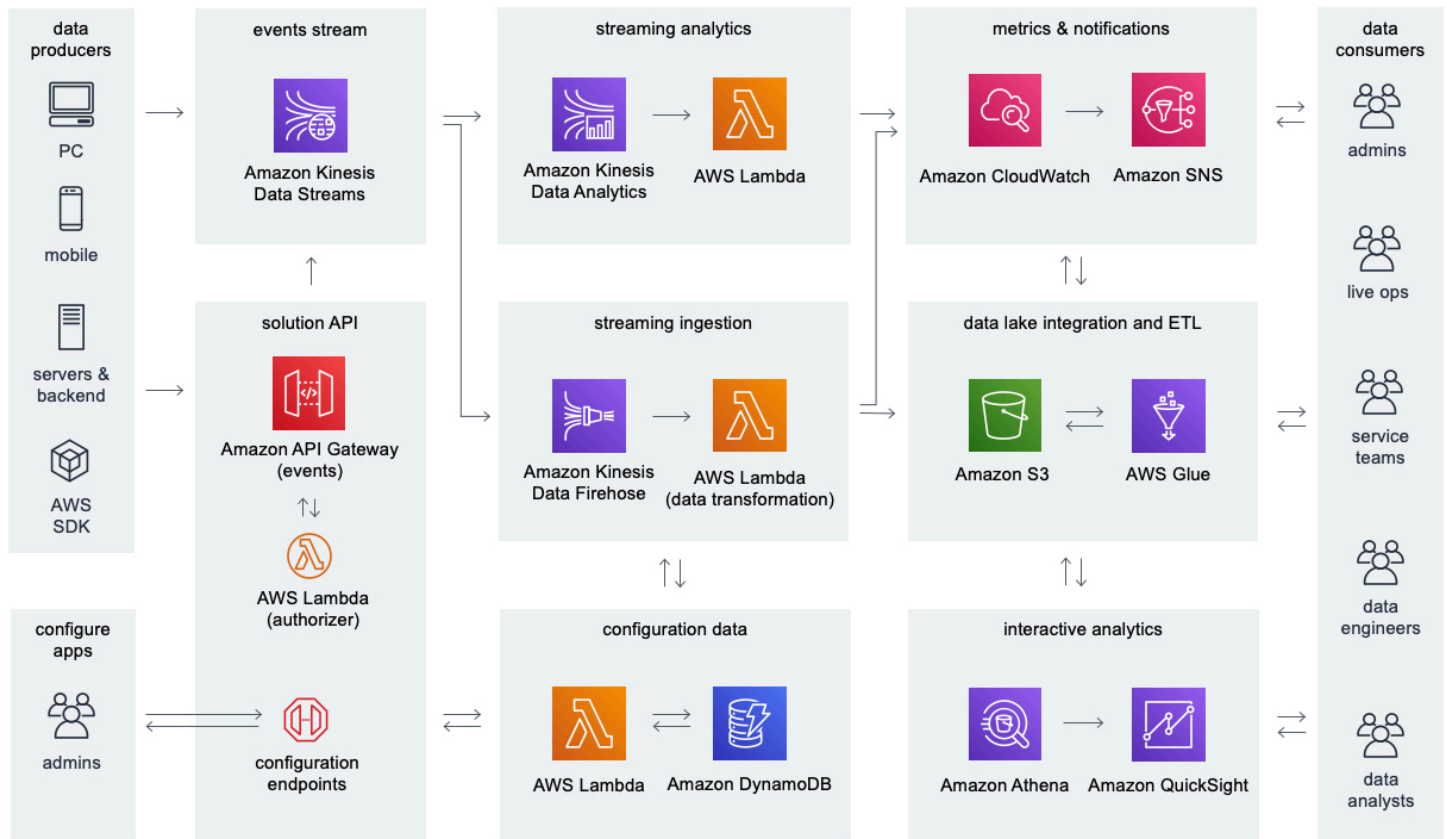 data
producers
PC
mobile
servers &
backend
AWS
SDK
configure
apps
admins
events stream
Amazon Kinesis
Data Streams
solution API
Amazon API Gateway
(events)
AWS Lambda
(authorizer)
configuration
endpoints
streaming analytics
Amazon Kinesis
Data Analytics
AWS Lambda
streaming ingestion
Amazon Kinesis
Data Firehose
AWS Lambda
(data transformation)
configuration data
AWS Lambda
Amazon DynamoDB
metrics & notifications
Amazon CloudWatch
Amazon SNS
data lake integration and ETL
Amazon S3
AWS Glue
interactive analytics
Amazon Athena
Amazon QuickSight
data
consumers
admins
live ops
service
teams
data
engineers
data
analysts